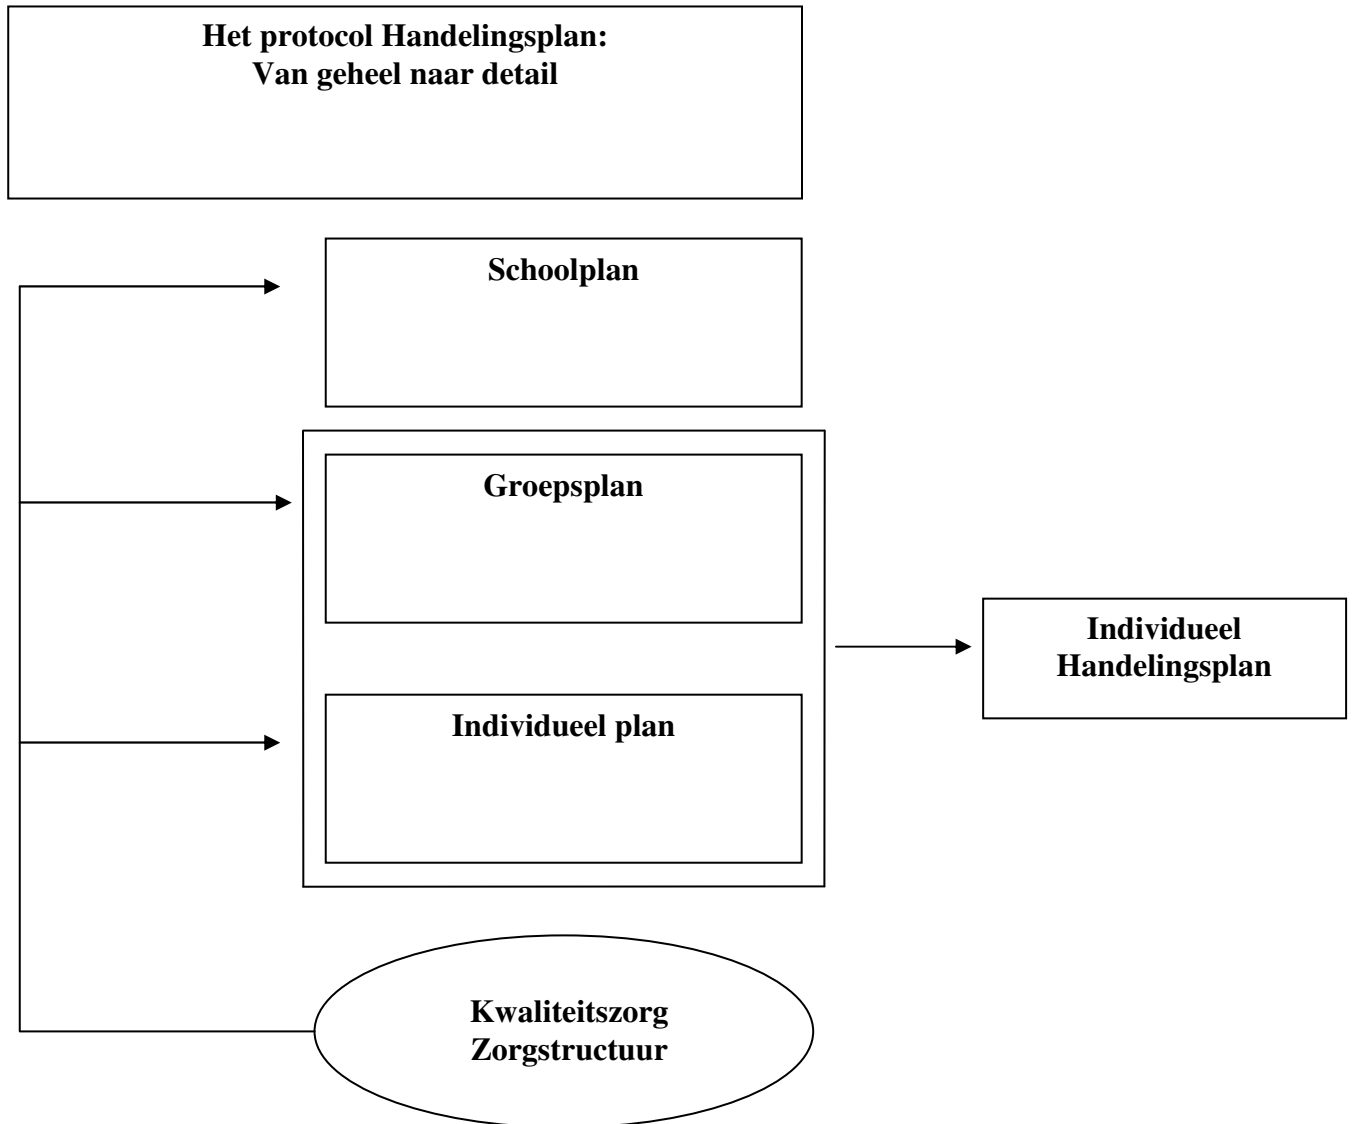 Het protocol Handelingsplan:
Van geheel naar detail
Schoolplan
Groepsplan
Individueel plan
Individueel
Handelingsplan
Kwaliteitszorg
Zorgstructuur